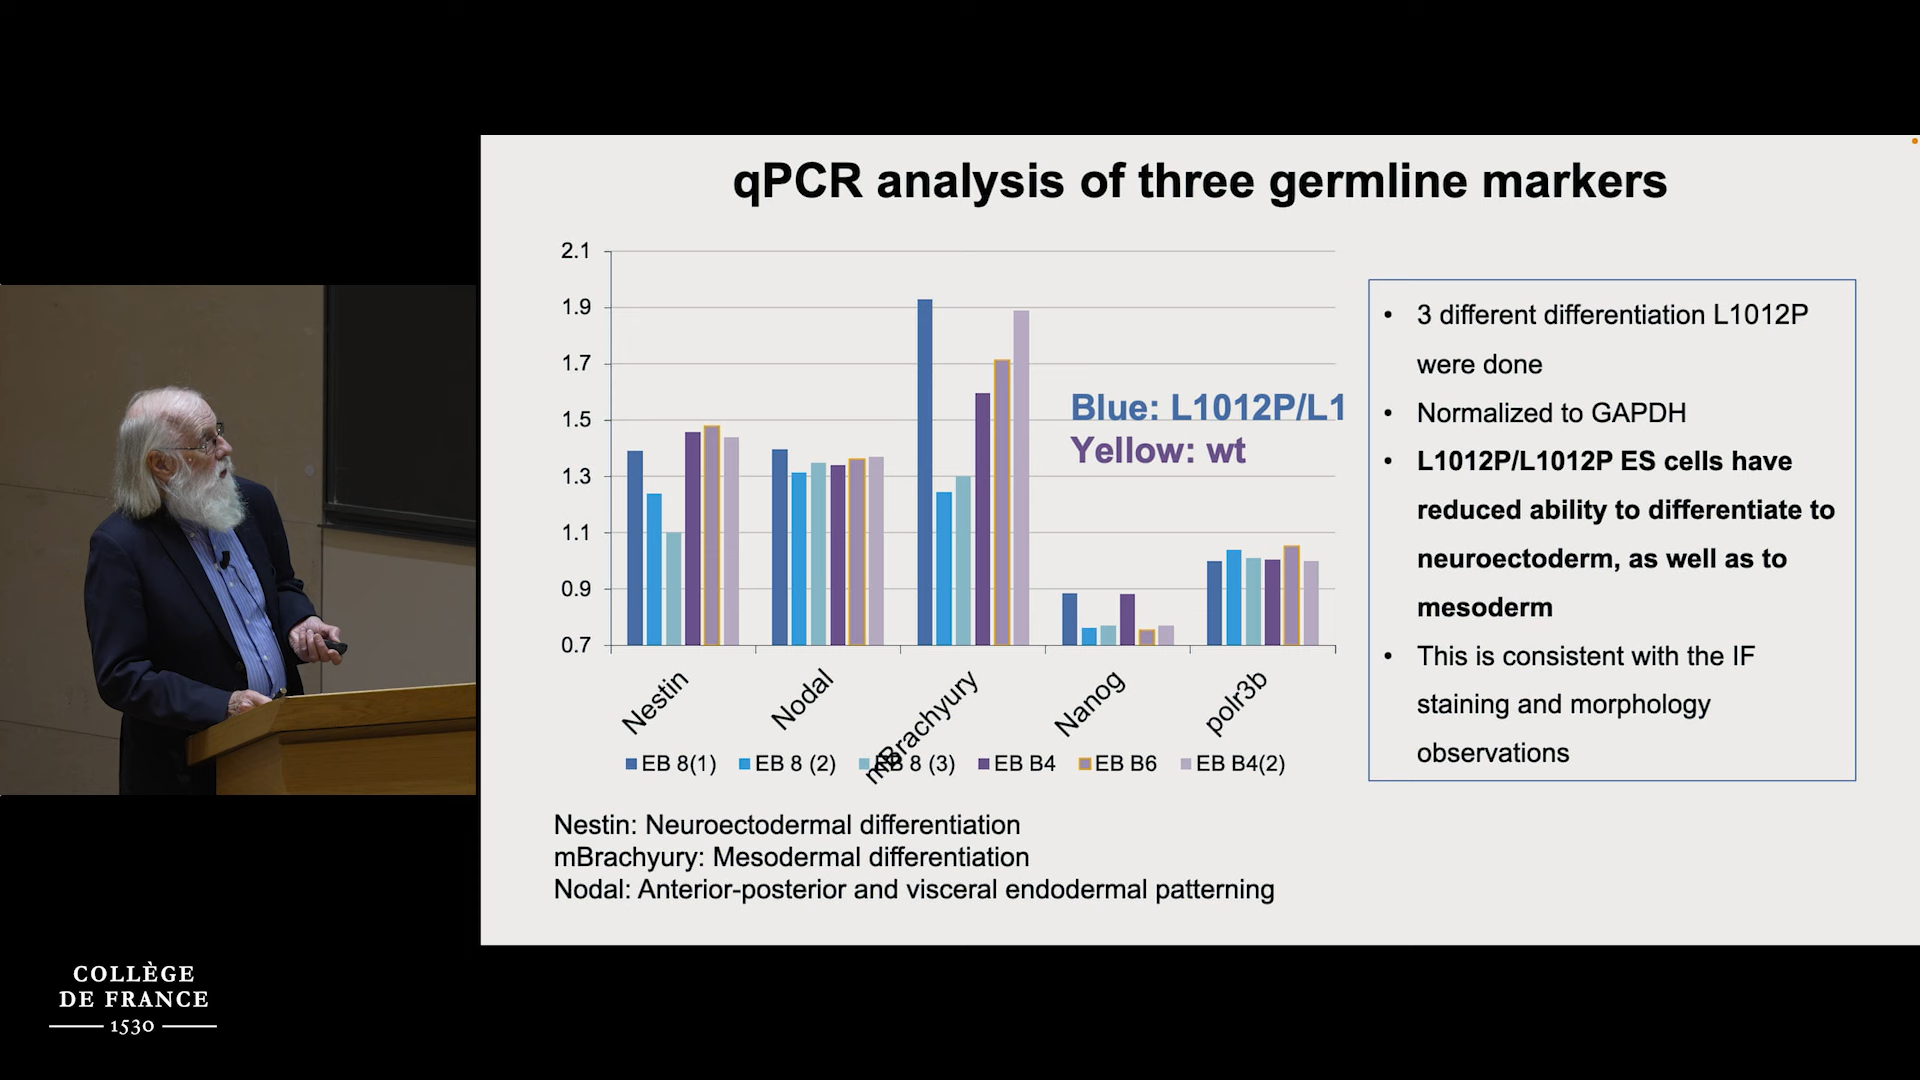 qPCR analysis of three germline markers
2.1
1.9
1.7
1.5
1.3
1.1
0.9
0.7
Blue: L1012P/L1
Yellow: wt
Nestin
Nodal
mBrachyury
Nanog
polr3b
EB 8(1) EB 8 (2) EB 8 (3) EB B4 EB B6 EB B4(2)
Nestin: Neuroectodermal differentiation
mBrachyury: Mesodermal differentiation
Nodal: Anterior-posterior and visceral endodermal patterning
• 3 different differentiation L1012P
were done
• Normalized to GAPDH
• L1012P/L1012P ES cells have
reduced ability to differentiate to
neuroectoderm, as well as to
mesoderm
• This is consistent with the IF
staining and morphology
observations
COLLÈGE
DE FRANCE
1530